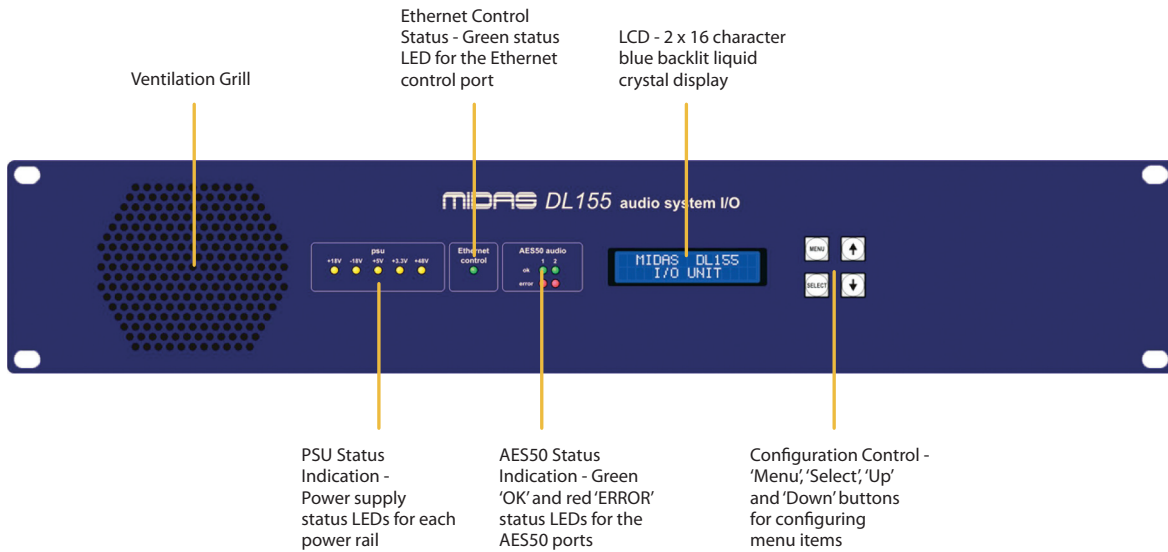 Ethernet Control
Status - Green status
LED for the Ethernet
control port
LCD - 2 x 16 character
blue backlit liquid
crystal display
Ventilation Grill
MIDAS DL155 audio system I/O
psu
+18V -18V +5V +3.3V +48V
Ethernet
control
AES50 audio
1 2
ok
error
MIDAS DL155
I/O UNIT
MENU
SELECT
PSU Status
Indication -
Power supply
status LEDs for each
power rail
AES50 Status
Indication - Green
‘OK’ and red ‘ERROR’
status LEDs for the
AES50 ports
Configuration Control -
‘Menu’, ‘Select’, ‘Up’
and ‘Down’ buttons
for configuring
menu items